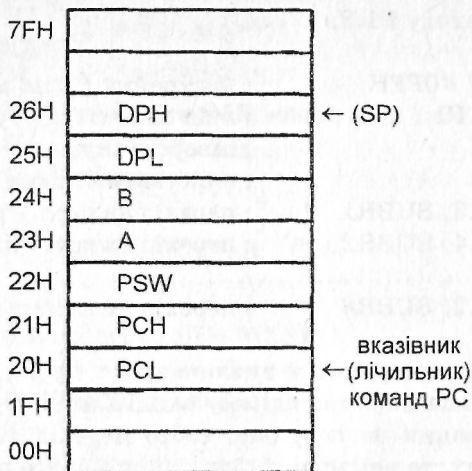 7FH
26H DPH ← (SP)
25H DPL
24H B
23H A
22H PSW
21H PCH
20H PCL
1FH
00H
вказівник
←(лічильник)
команд PC